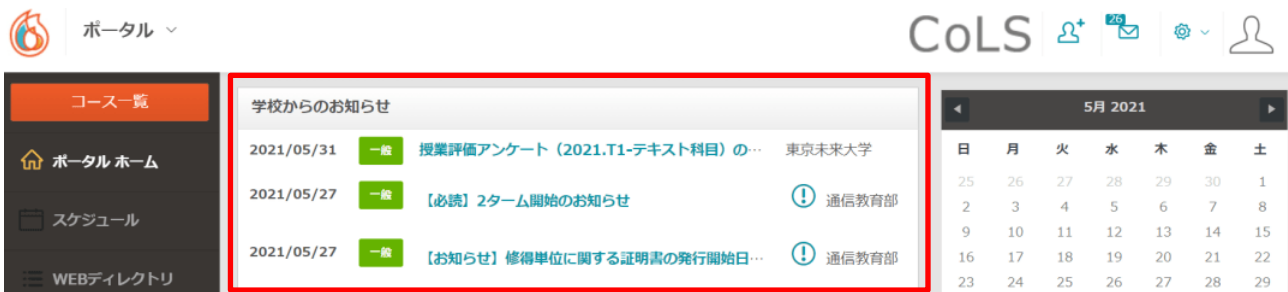 ポータル
CoLS
26
コース一覧
ポータル ホーム
スケジュール
WEBディレクトリ
学校からのお知らせ
2021/05/31 一般 授業評価アンケート（2021.T1-テキスト科目）の… 東京未来大学
2021/05/27 一般 【必読】2ターム開始のお知らせ 通信教育部
2021/05/27 一般 【お知らせ】修得単位に関する証明書の発行開始日… 通信教育部
5月 2021
日 月 火 水 木 金 土
25 26 27 28 29 30 1
2 3 4 5 6 7 8
9 10 11 12 13 14 15
16 17 18 19 20 21 22
23 24 25 26 27 28 29